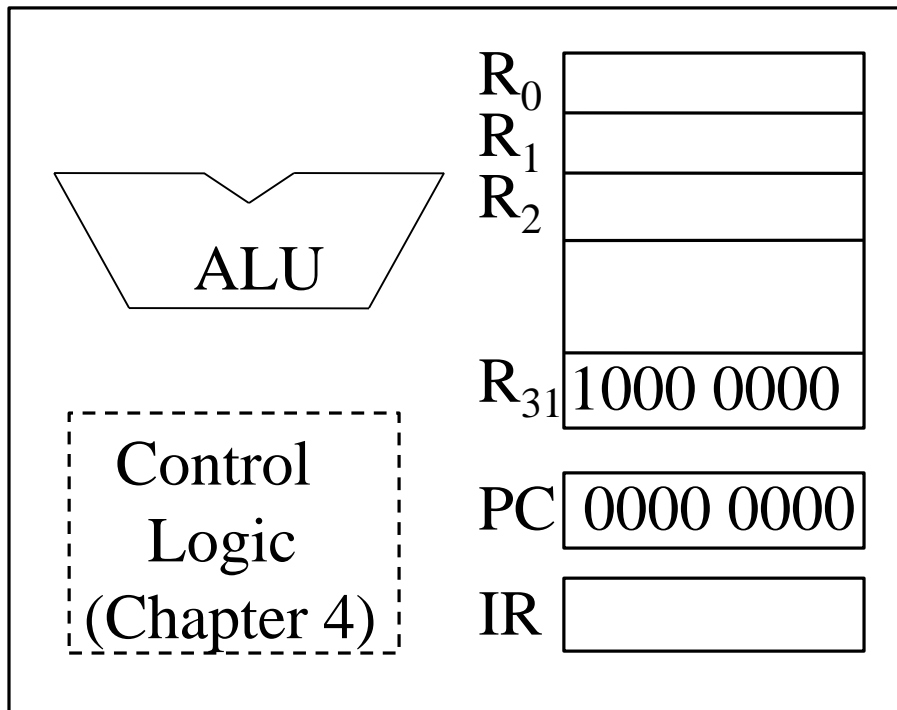 R₀
R₁
R₂
ALU
R₃₁ 1000 0000
Control
Logic
(Chapter 4)
PC 0000 0000
IR